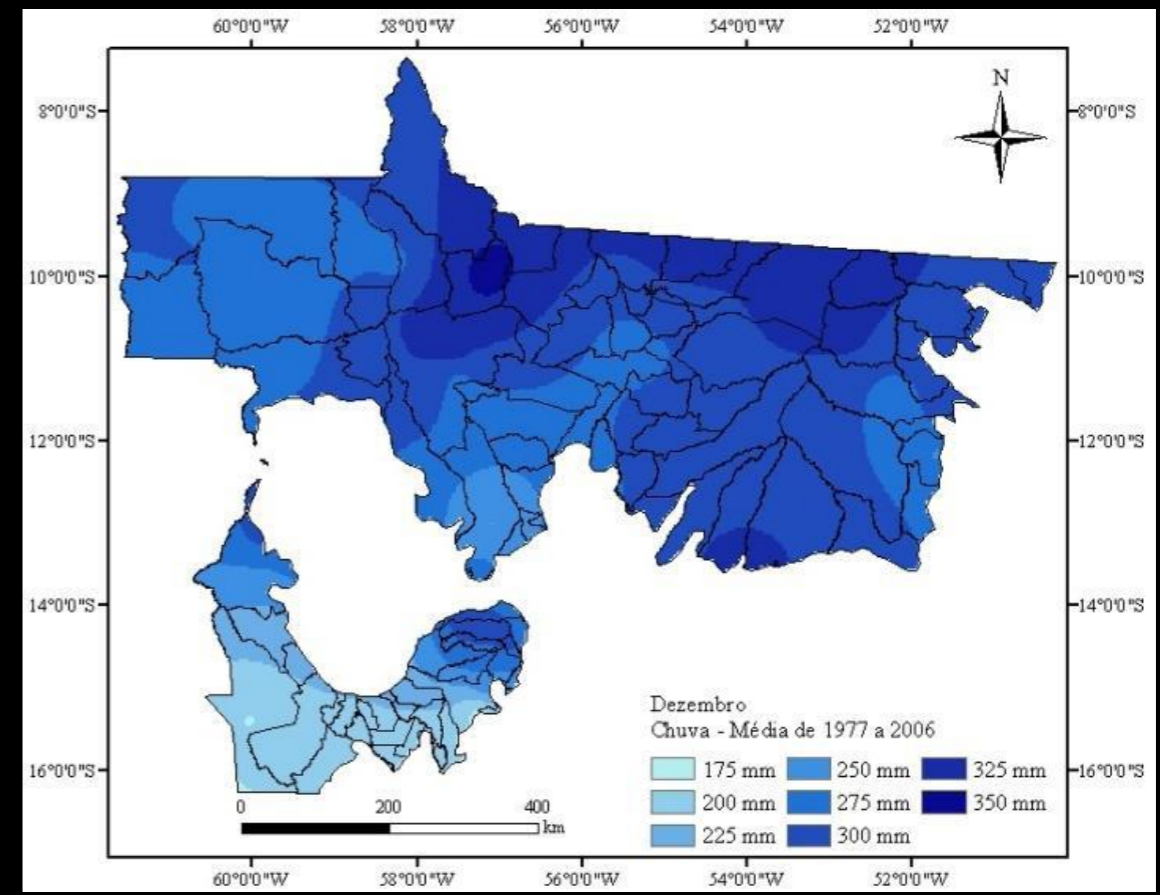 60°0'0"W 58°0'0"W 56°0'0"W 54°0'0"W 52°0'0"W
N
8°0'0"S 8°0'0"S
10°0'0"S 10°0'0"S
12°0'0"S 12°0'0"S
14°0'0"S 14°0'0"S
Dezembro
Chuva - Média de 1977 a 2006
175 mm 250 mm 325 mm
200 mm 275 mm 350 mm
225 mm 300 mm
16°0'0"S 16°0'0"S
0 200 400
km
60°0'0"W 58°0'0"W 56°0'0"W 54°0'0"W 52°0'0"W